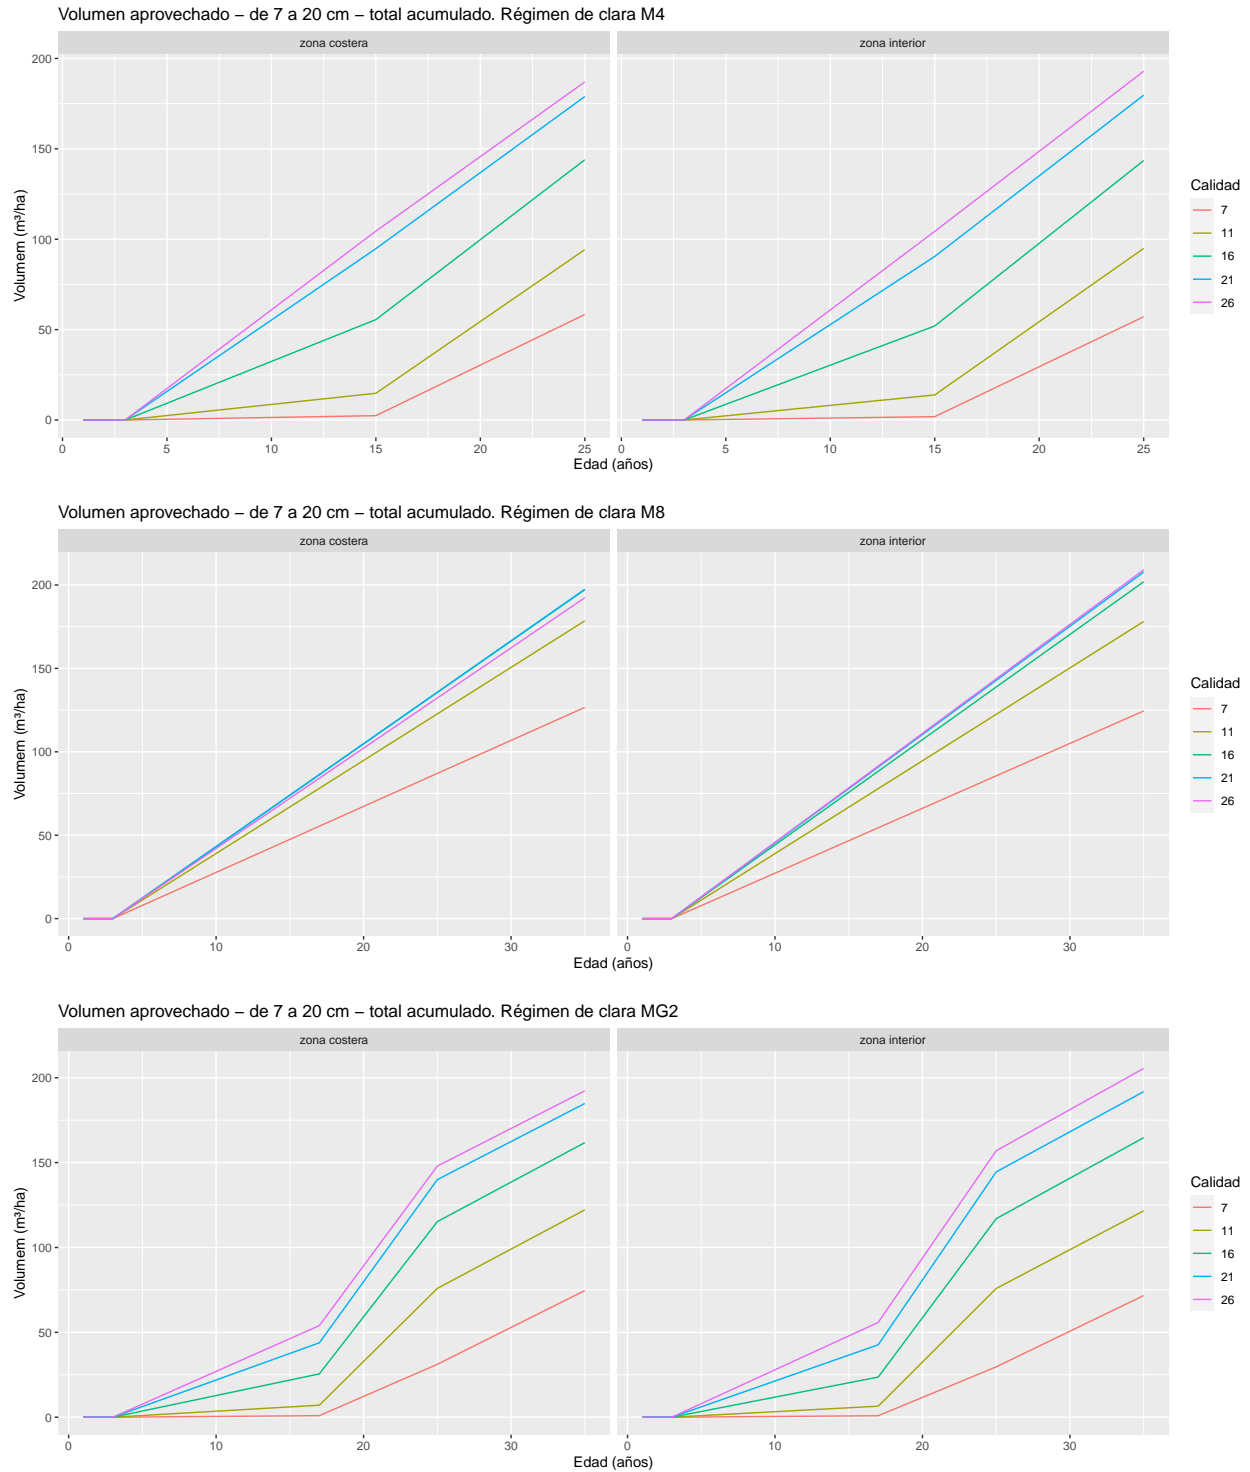 Volumen aprovechado – de 7 a 20 cm – total acumulado. Régimen de clara M4
zona costera
zona interior
200
150
100
50
0
Volumem (m³/ha)
0 5 10 15 20 25
0 5 10 15 20 25
Edad (años)
Calidad
7
11
16
21
26
Volumen aprovechado – de 7 a 20 cm – total acumulado. Régimen de clara M8
zona costera
zona interior
200
150
100
50
0
Volumem (m³/ha)
0 10 20 30
0 10 20 30
Edad (años)
Calidad
7
11
16
21
26
Volumen aprovechado – de 7 a 20 cm – total acumulado. Régimen de clara MG2
zona costera
zona interior
200
150
100
50
0
Volumem (m³/ha)
0 10 20 30
0 10 20 30
Edad (años)
Calidad
7
11
16
21
26